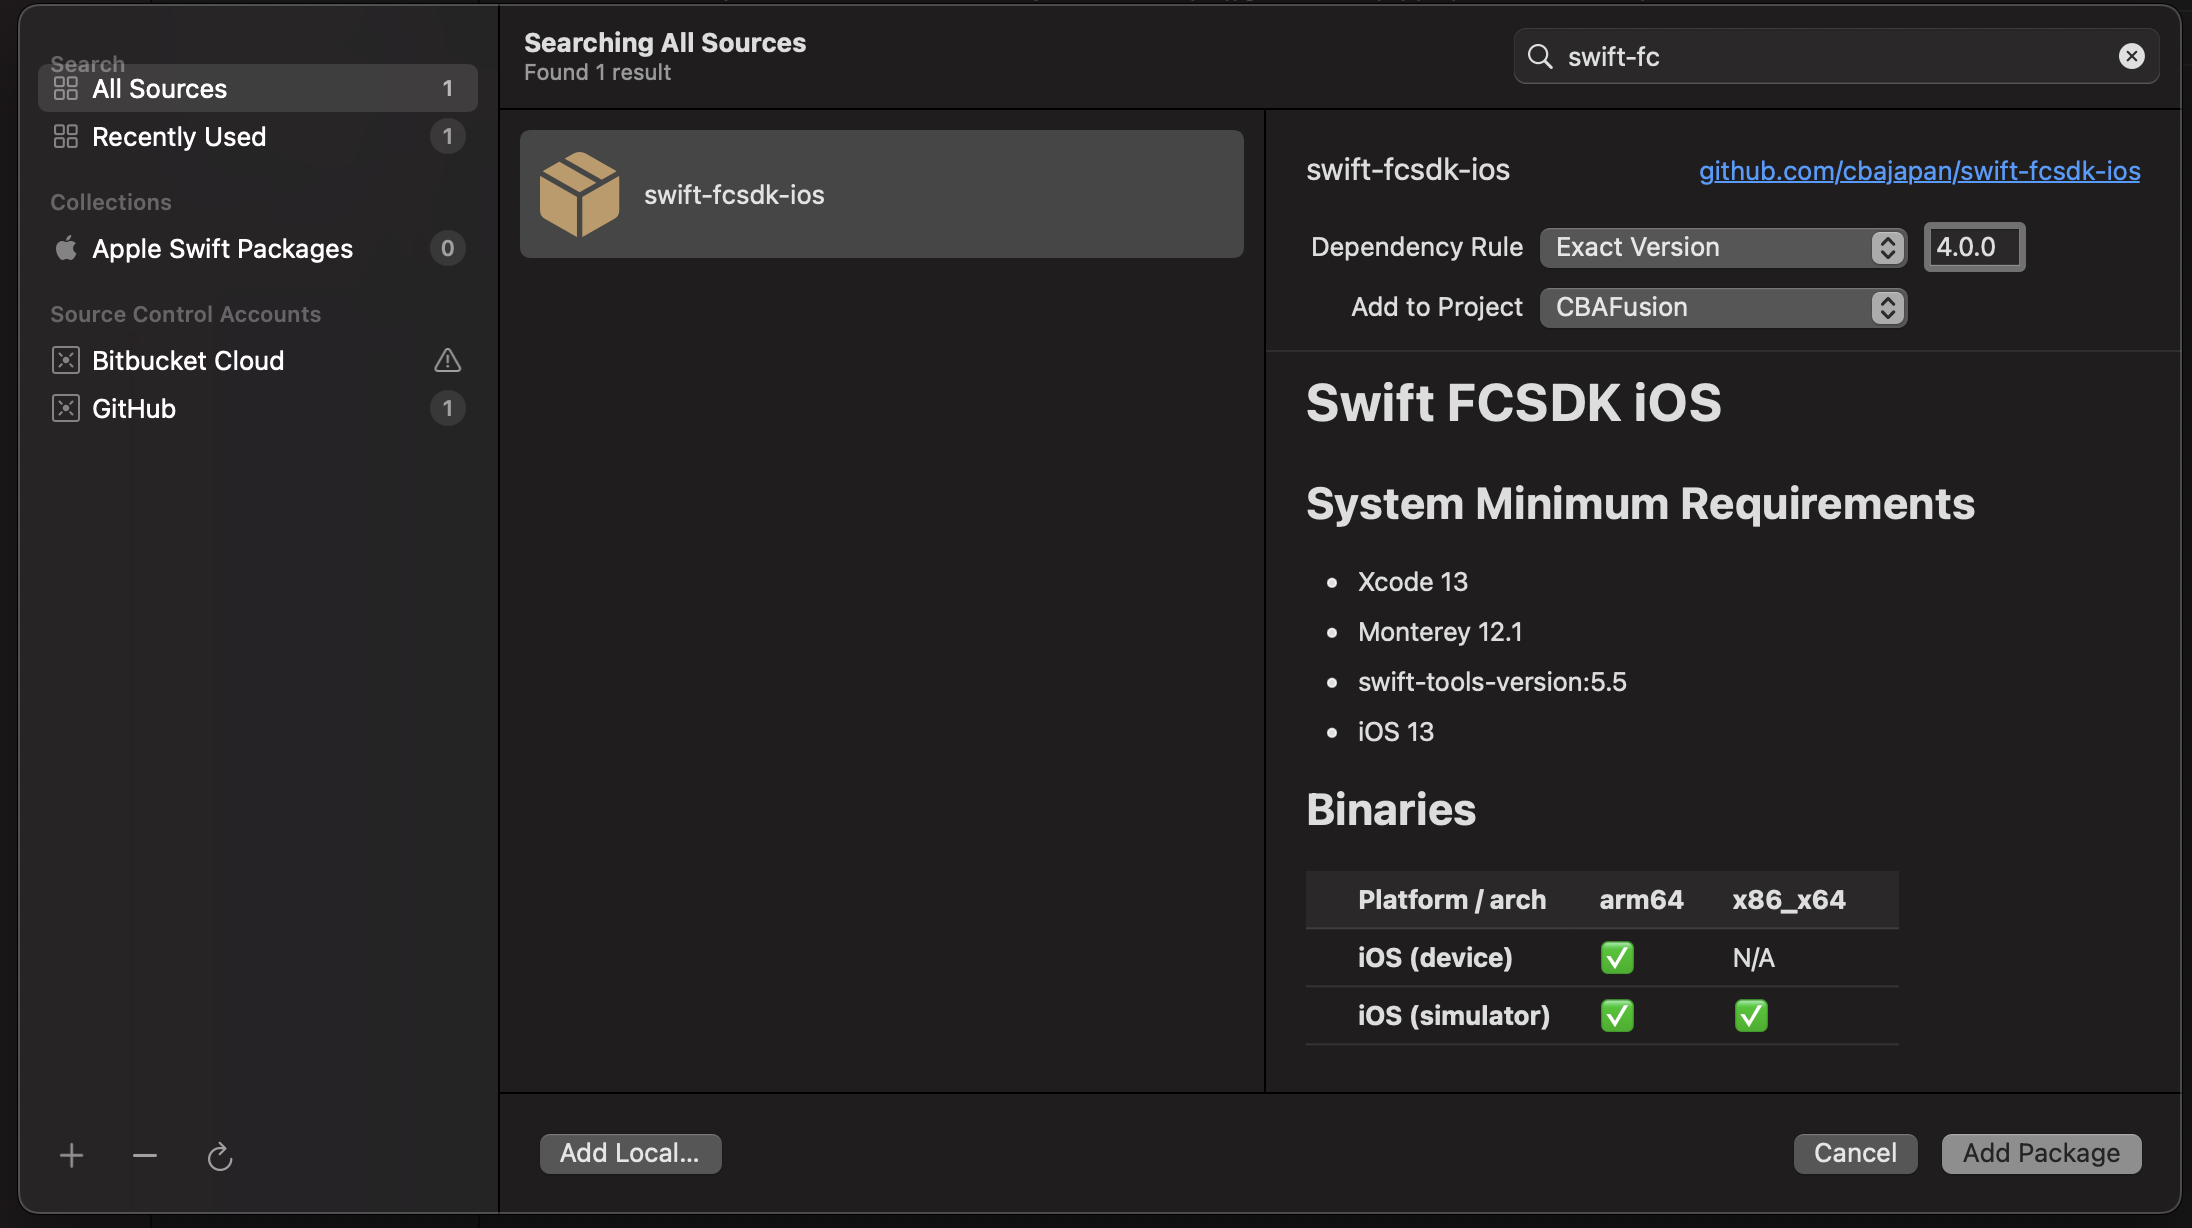 Search
All Sources 1
Recently Used 1
Collections
Apple Swift Packages 0
Source Control Accounts
Bitbucket Cloud
GitHub 1
Searching All Sources
Found 1 result
swift-fc
swift-fcsdk-ios
swift-fcsdk-ios github.com/cbajapan/swift-fcsdk-ios
Dependency Rule Exact Version 4.0.0
Add to Project CBAFusion
Swift FCSDK iOS
System Minimum Requirements
• Xcode 13
• Monterey 12.1
• swift-tools-version:5.5
• iOS 13
Binaries
Platform / arch arm64 x86_x64
iOS (device) ✅ N/A
iOS (simulator) ✅ ✅
Add Local... Cancel Add Package